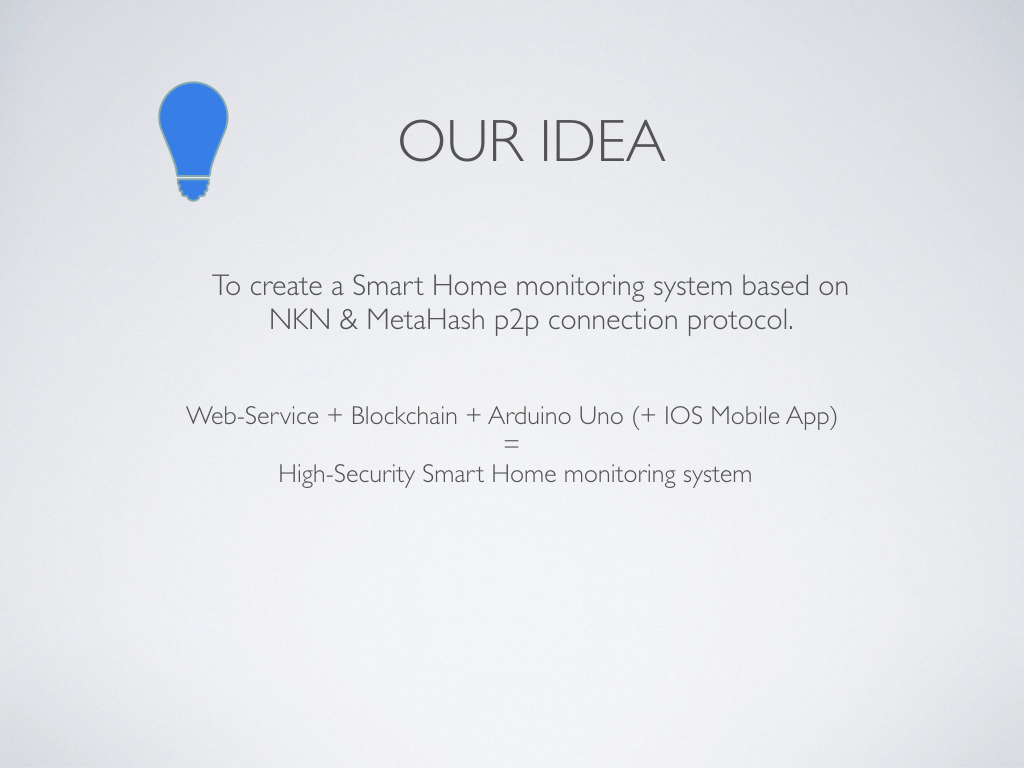 OUR IDEA
To create a Smart Home monitoring system based on
NKN & MetaHash p2p connection protocol.
Web-Service + Blockchain + Arduino Uno (+ IOS Mobile App)
=
High-Security Smart Home monitoring system